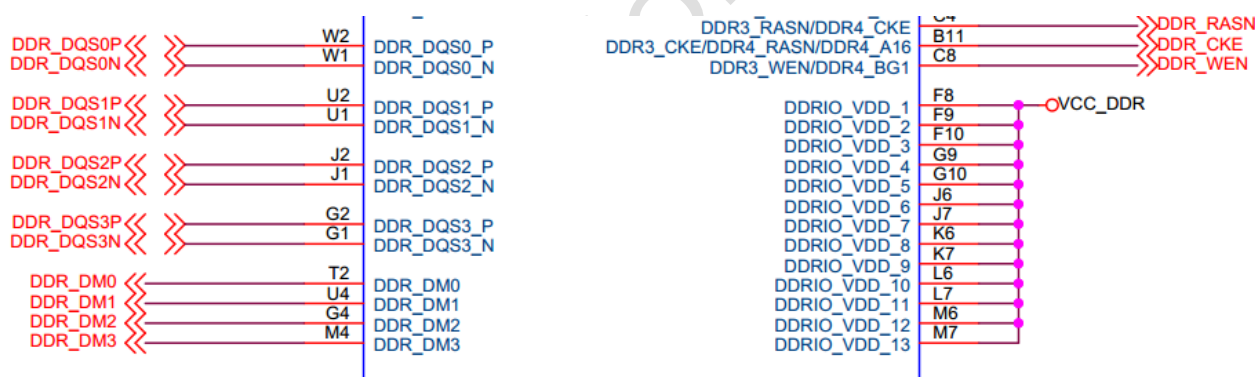 DDR_DQS0P W2 DDR_DQS0_P
DDR_DQS0N W1 DDR_DQS0_N
DDR_DQS1P U2 DDR_DQS1_P
DDR_DQS1N U1 DDR_DQS1_N
DDR_DQS2P J2 DDR_DQS2_P
DDR_DQS2N J1 DDR_DQS2_N
DDR_DQS3P G2 DDR_DQS3_P
DDR_DQS3N G1 DDR_DQS3_N
DDR_DM0 T2 DDR_DM0
DDR_DM1 U4 DDR_DM1
DDR_DM2 G4 DDR_DM2
DDR_DM3 M4 DDR_DM3
DDR3_RASN/DDR4_CKE C4 DDR_RASN
DDR3_CKE/DDR4_RASN/DDR4_A16 B11 DDR_CKE
DDR3_WEN/DDR4_BG1 C8 DDR_WEN
DDRIO_VDD_1 F8 VCC_DDR
DDRIO_VDD_2 F9
DDRIO_VDD_3 F10
DDRIO_VDD_4 G9
DDRIO_VDD_5 G10
DDRIO_VDD_6 J6
DDRIO_VDD_7 J7
DDRIO_VDD_8 K6
DDRIO_VDD_9 K7
DDRIO_VDD_10 L6
DDRIO_VDD_11 L7
DDRIO_VDD_12 M6
DDRIO_VDD_13 M7